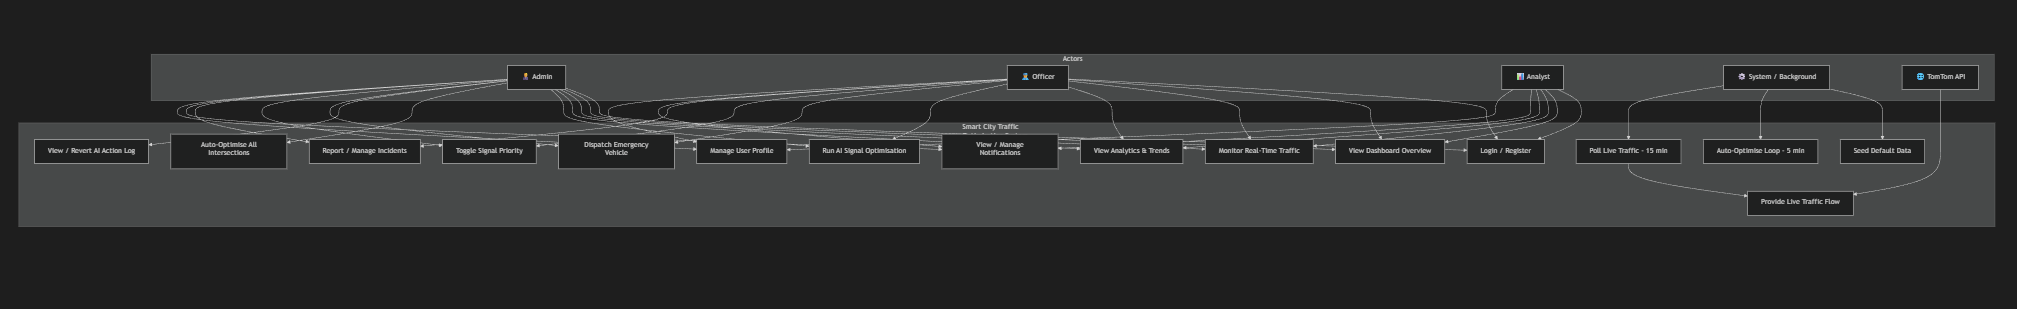 Actors
Admin
Officer
Analyst
System / Background
TomTom API
Smart City Traffic
View / Revert AI Action Log
Auto-Optimise All
Intersections
Report / Manage Incidents
Toggle Signal Priority
Dispatch Emergency
Vehicle
Manage User Profile
Run AI Signal Optimisation
View / Manage
Notifications
View Analytics & Trends
Monitor Real-Time Traffic
View Dashboard Overview
Login / Register
Poll Live Traffic - 15 min
Auto-Optimise Loop - 5 min
Seed Default Data
Provide Live Traffic Flow